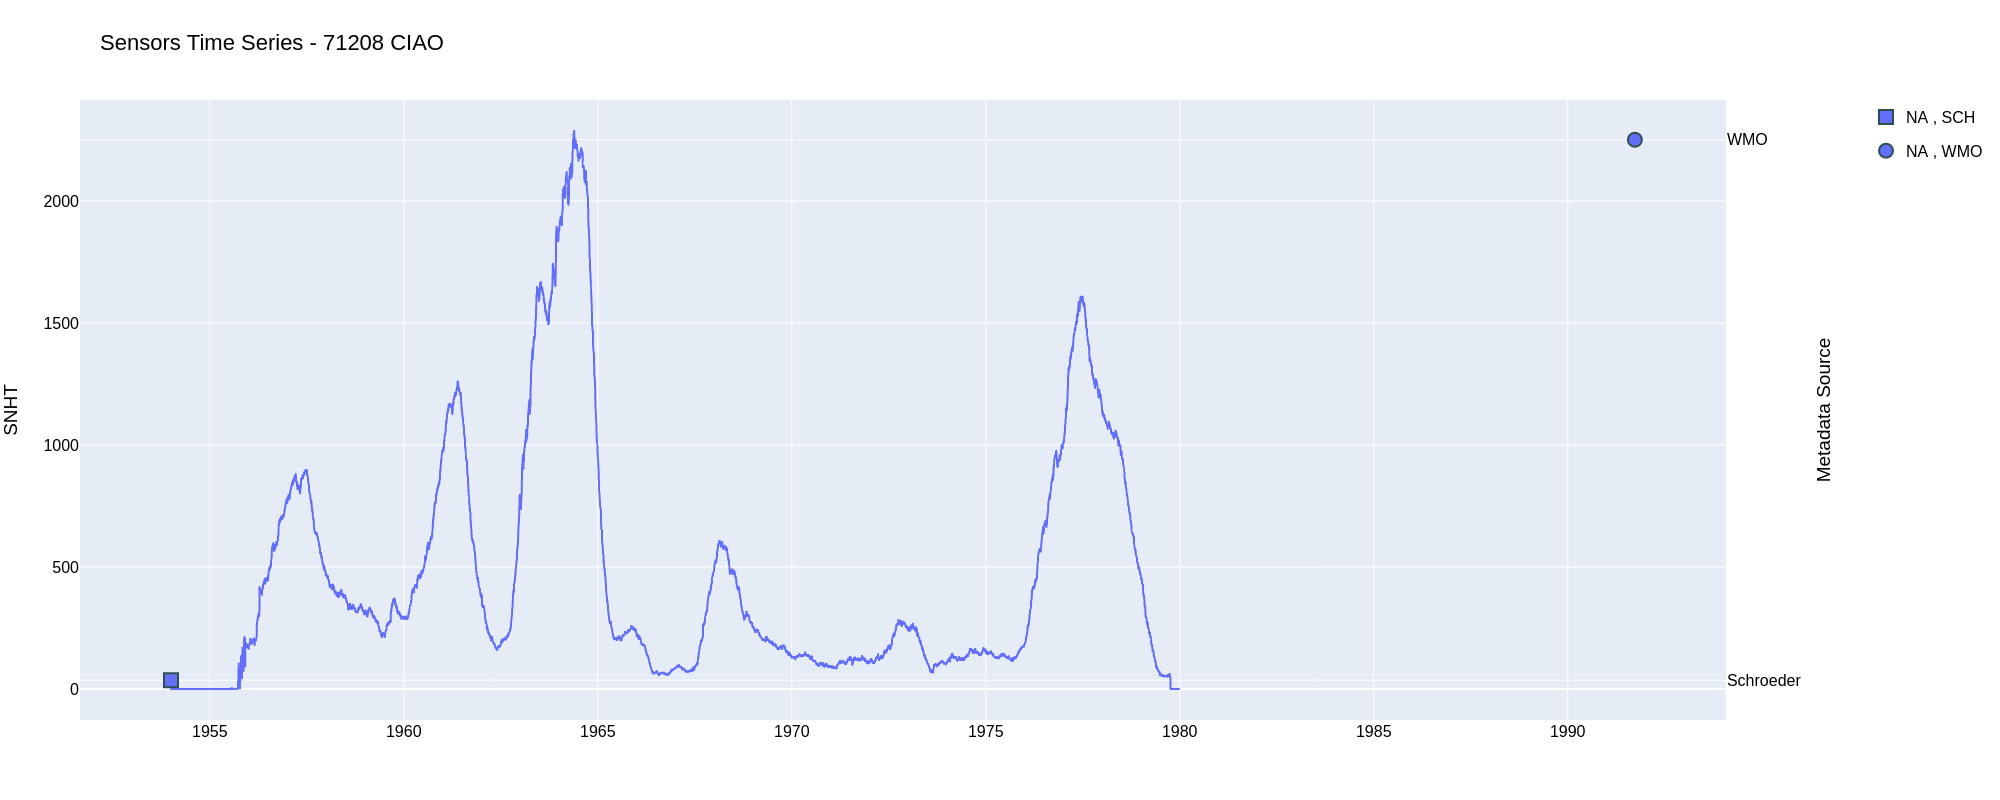 Sensors Time Series - 71208 CIAO
NA , SCH
NA , WMO
WMO
Schroeder
Metadata Source
SNHT
2000
1500
1000
500
0
1955 1960 1965 1970 1975 1980 1985 1990